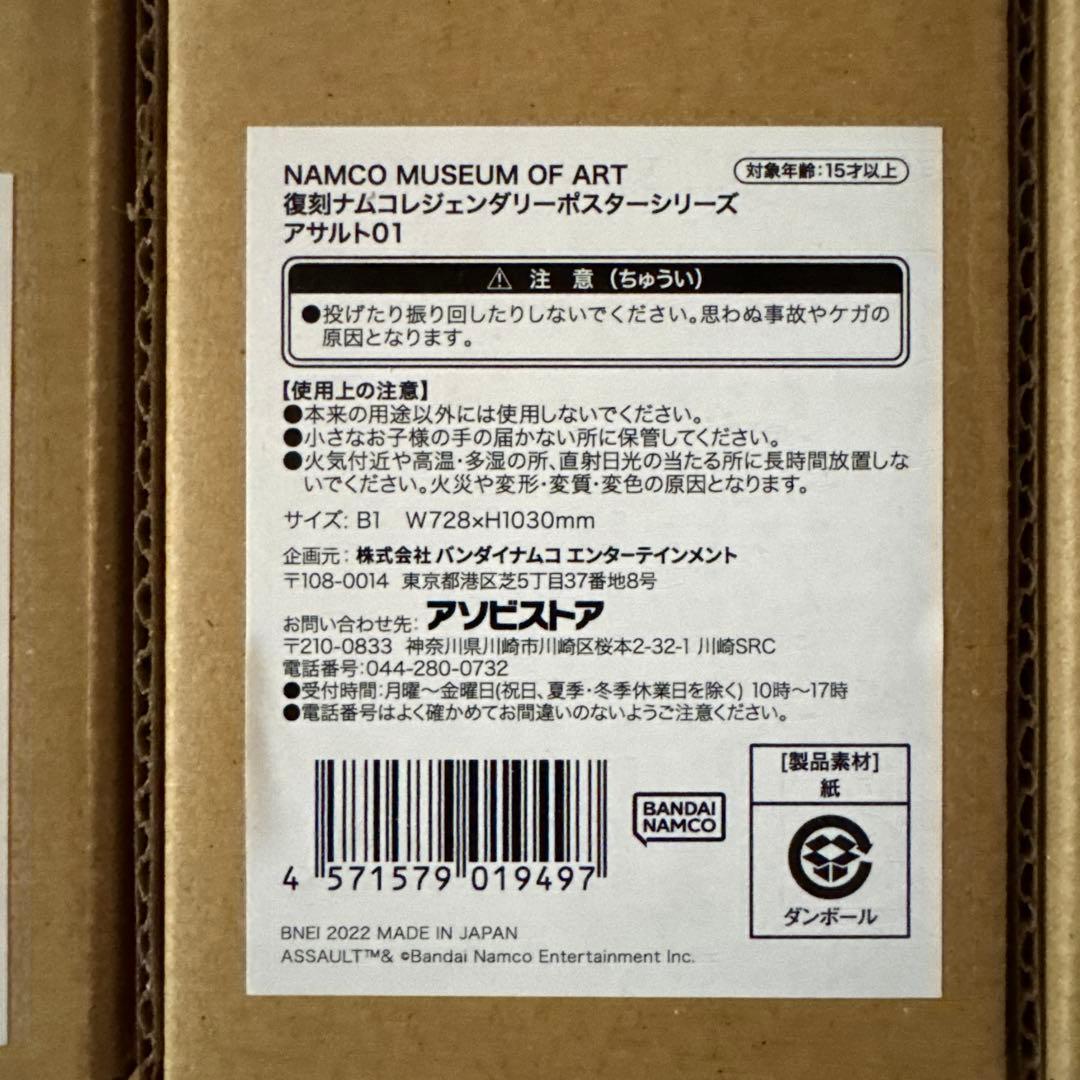 NAMCO MUSEUM OF ART
対象年齢:15才以上
復刻ナムコレジェンダリーポスターシリーズ
アサルト01
⚠ 注 意 (ちゅうい)
●投げたり振り回したりしないでください。思わぬ事故やケガの
原因となります。
【使用上の注意】
●本来の用途以外には使用しないでください。
●小さなお子様の手の届かない所に保管してください。
●火気付近や高温・多湿の所、直射日光の当たる所に長時間放置しな
いでください。火災や変形・変質・変色の原因となります。
サイズ: B1 W728×H1030mm
企画元: 株式会社 バンダイナムコ エンターテインメント
〒108-0014 東京都港区芝5丁目37番地8号
お問い合わせ先: アソビストア
〒210-0833 神奈川県川崎市川崎区桜本2-32-1 川崎SRC
電話番号:044-280-0732
●受付時間:月曜～金曜日(祝日、夏季・冬季休業日を除く) 10時～17時
●電話番号はよく確かめてお間違いのないようご注意ください。
[製品素材]
紙
BANDAI
NAMCO
ダンボール
4 571579 019497
BNEI 2022 MADE IN JAPAN
ASSAULT™& ©Bandai Namco Entertainment Inc.